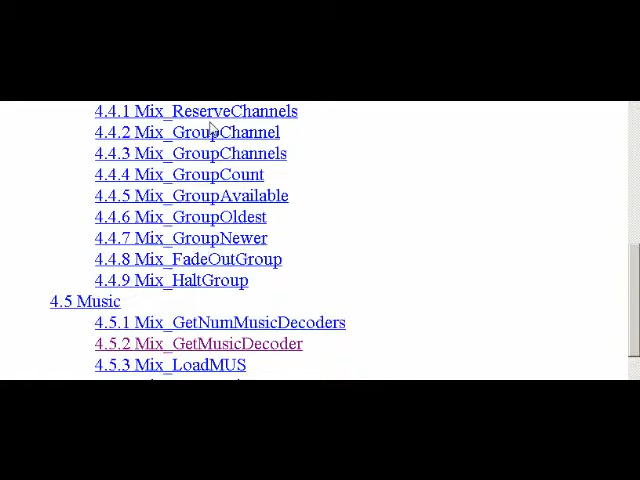 4.4.1 Mix_ReserveChannels
4.4.2 Mix_GroupChannel
4.4.3 Mix_GroupChannels
4.4.4 Mix_GroupCount
4.4.5 Mix_GroupAvailable
4.4.6 Mix_GroupOldest
4.4.7 Mix_GroupNewer
4.4.8 Mix_FadeOutGroup
4.4.9 Mix_HaltGroup
4.5 Music
4.5.1 Mix_GetNumMusicDecoders
4.5.2 Mix_GetMusicDecoder
4.5.3 Mix_LoadMUS